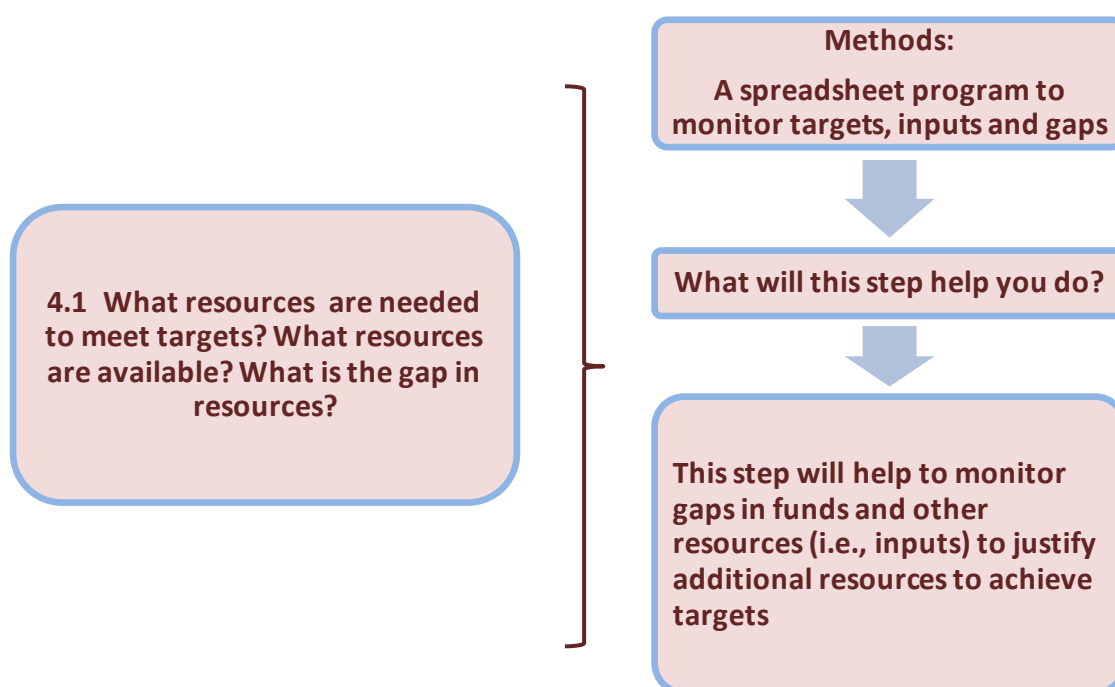 4.1 What resources are needed
to meet targets? What resources
are available? What is the gap in
resources?
Methods:
A spreadsheet program to
monitor targets, inputs and gaps
What will this step help you do?
This step will help to monitor
gaps in funds and other
resources (i.e., inputs) to justify
additional resources to achieve
targets